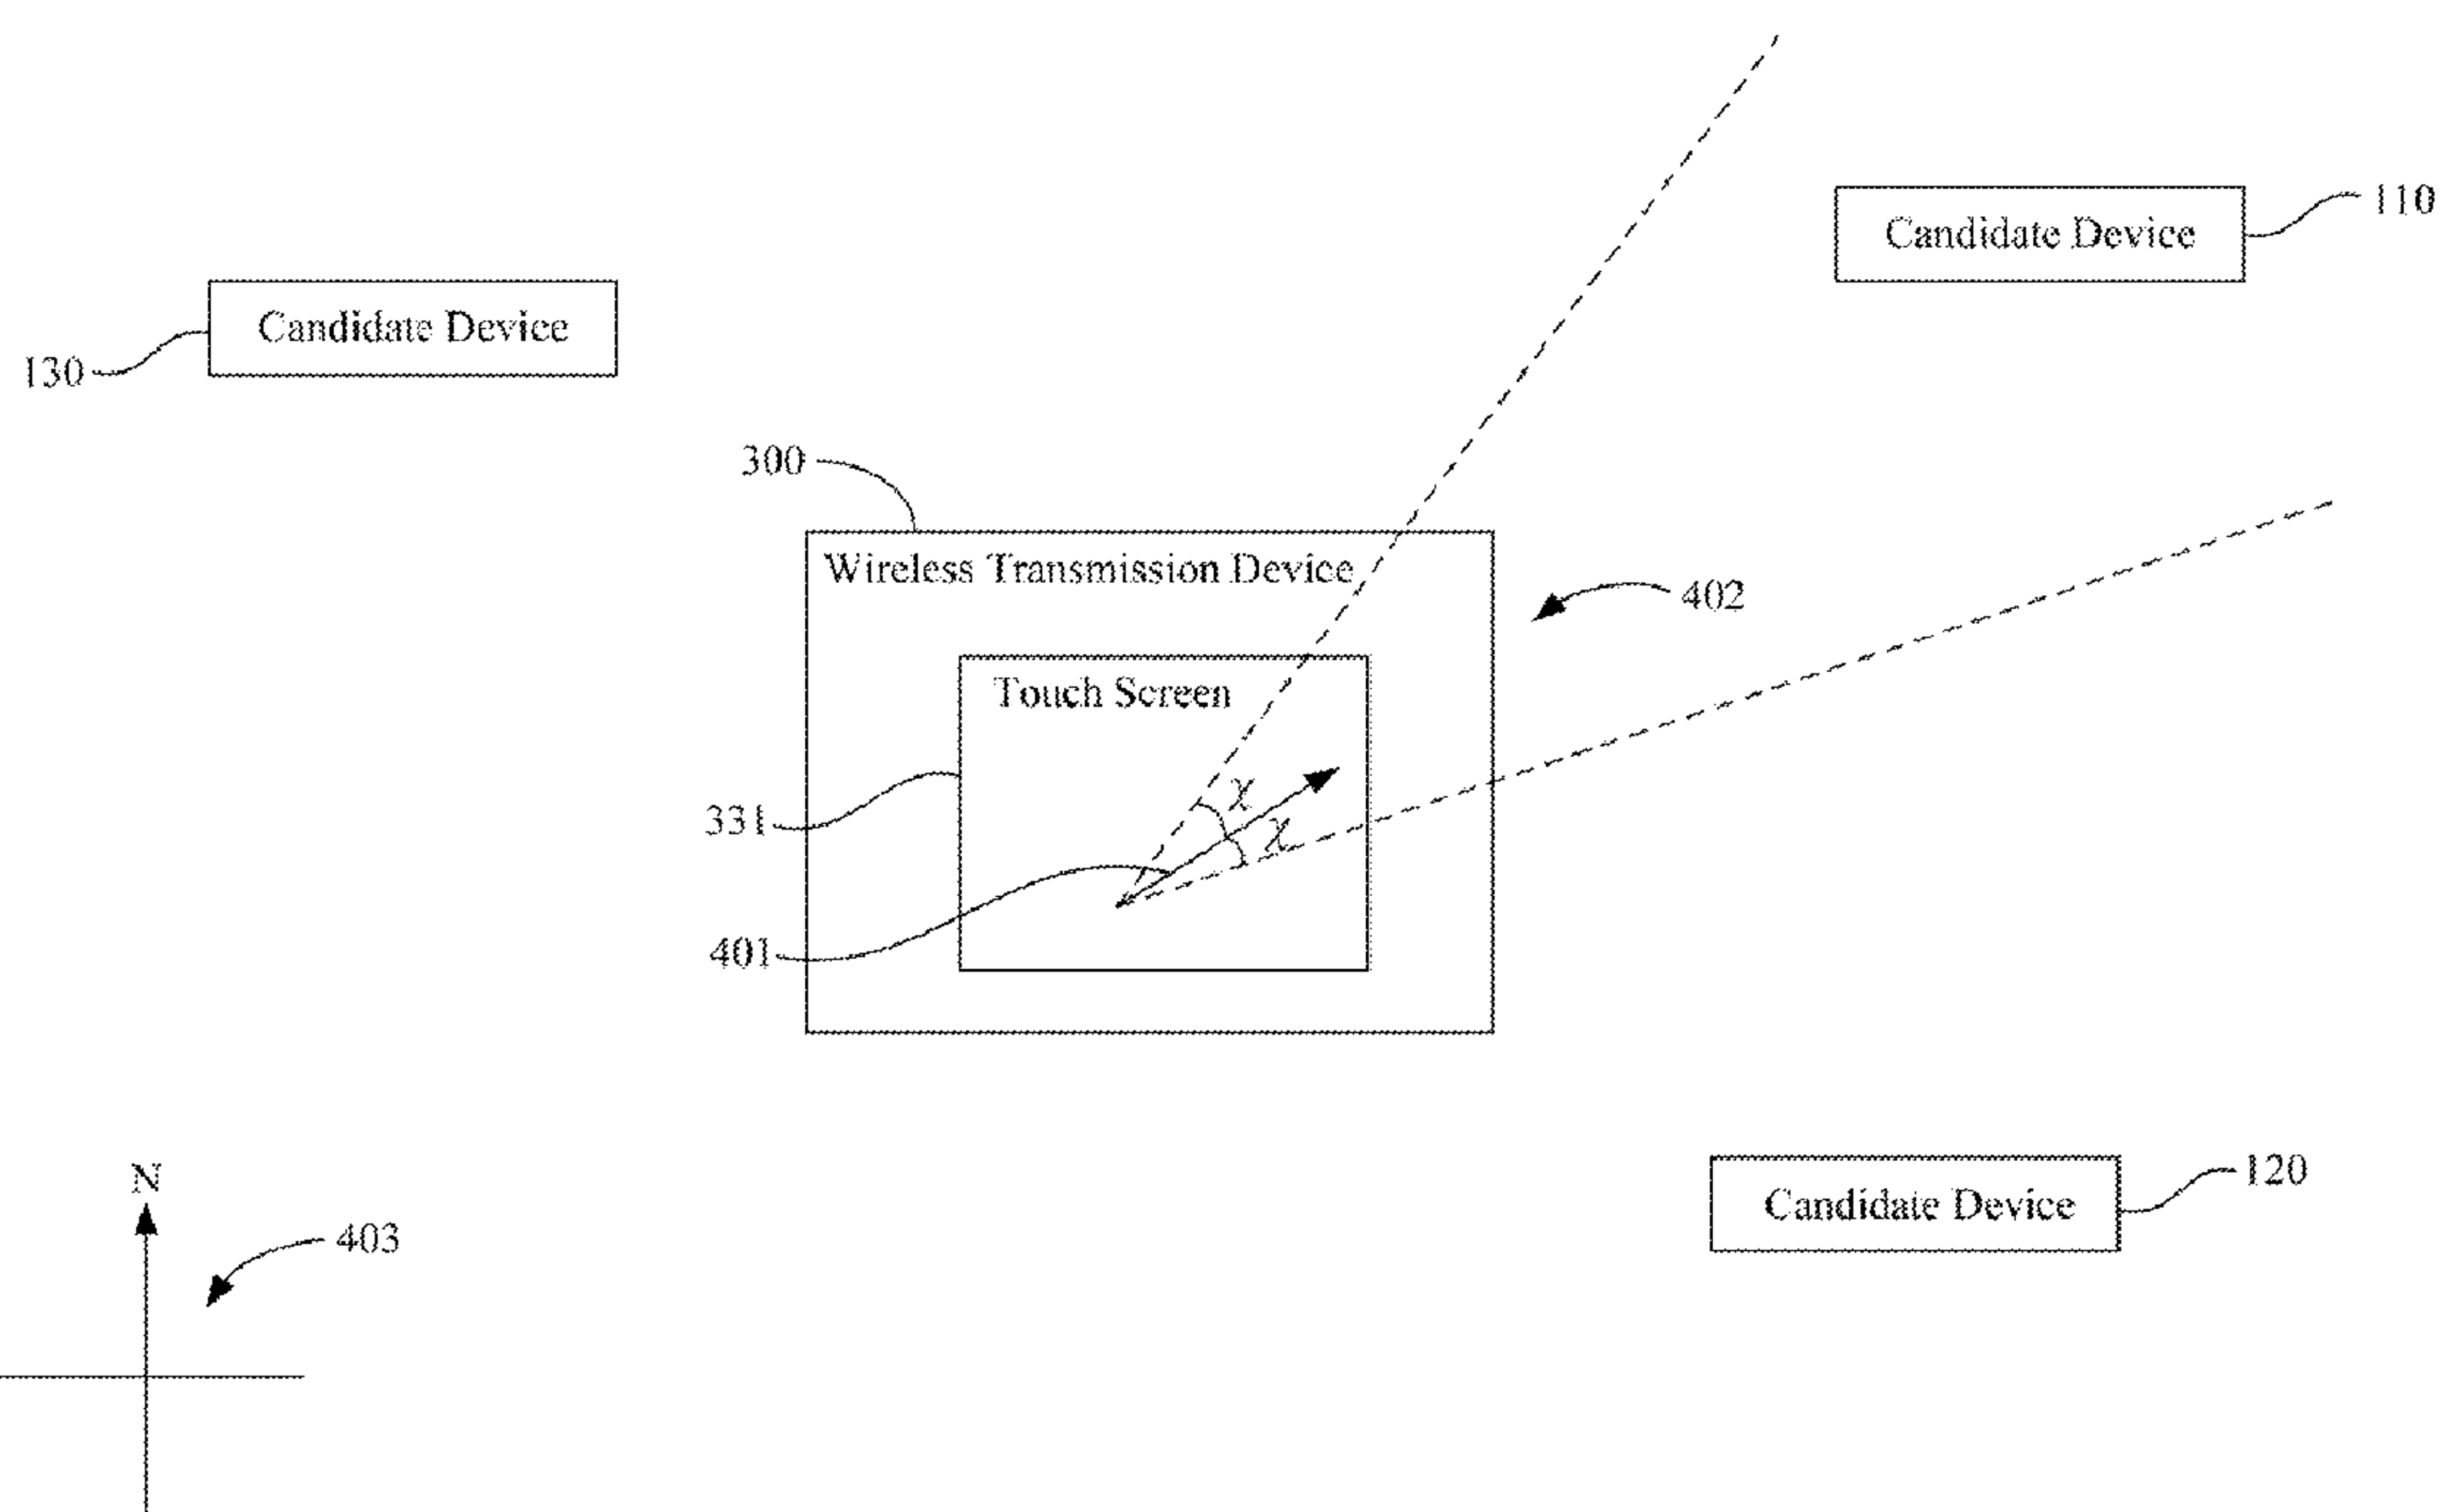 110
Candidate Device
Candidate Device
130
300
Wireless Transmission Device
402
Touch Screen
χ
331
χ
401
N
120
Candidate Device
403